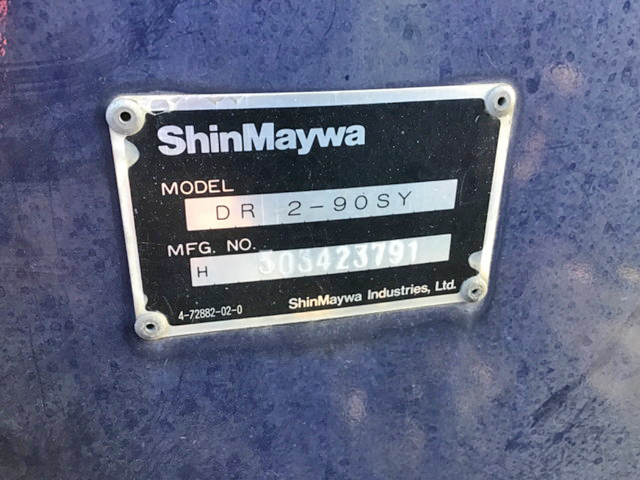 ShinMaywa
MODEL
DR 2-90SY
MFG. NO.
H 303423791
4-72882-02-0
ShinMaywa Industries, Ltd.